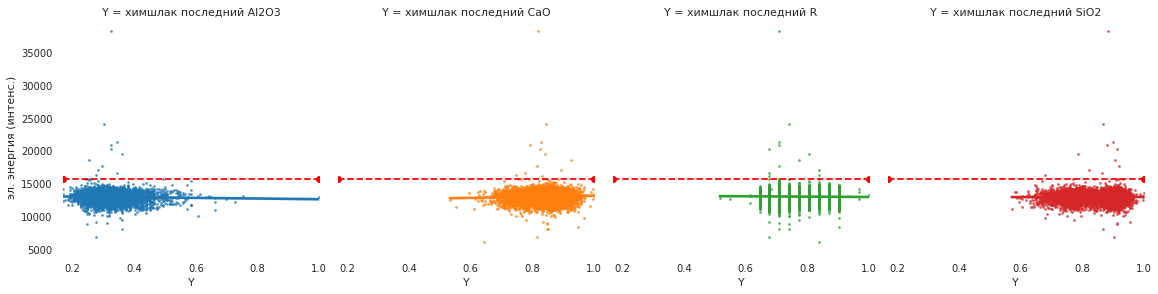 Y = химшлак последний Al2O3
Y = химшлак последний CaO
Y = химшлак последний R
Y = химшлак последний SiO2
эл. энергия (интенс.)
35000
30000
25000
20000
15000
10000
5000
0.2 0.4 0.6 0.8 1.0
0.2 0.4 0.6 0.8 1.0
0.2 0.4 0.6 0.8 1.0
0.2 0.4 0.6 0.8 1.0
Y
Y
Y
Y